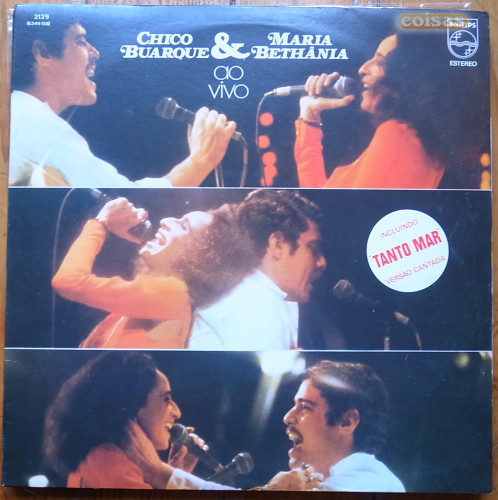 2129
CHICO
BUARQUE
&
MARIA
BETHÂNIA
ao
vivo
coisas
PHILIPS
ESTEREO
INCLUINDO
TANTO MAR
VERSÃO CANTADA